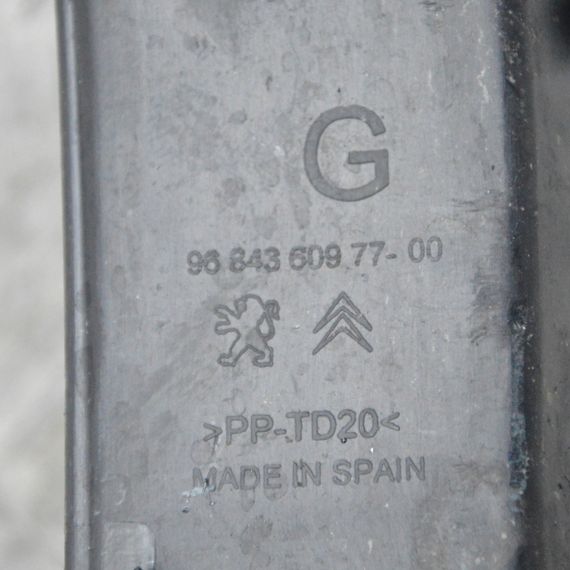 G
96 843 609 77-00
>PP-TD20<
MADE IN SPAIN